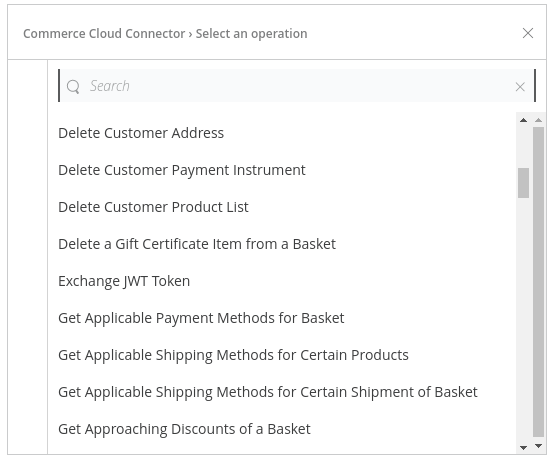 Commerce Cloud Connector › Select an operation
Search
Delete Customer Address
Delete Customer Payment Instrument
Delete Customer Product List
Delete a Gift Certificate Item from a Basket
Exchange JWT Token
Get Applicable Payment Methods for Basket
Get Applicable Shipping Methods for Certain Products
Get Applicable Shipping Methods for Certain Shipment of Basket
Get Approaching Discounts of a Basket